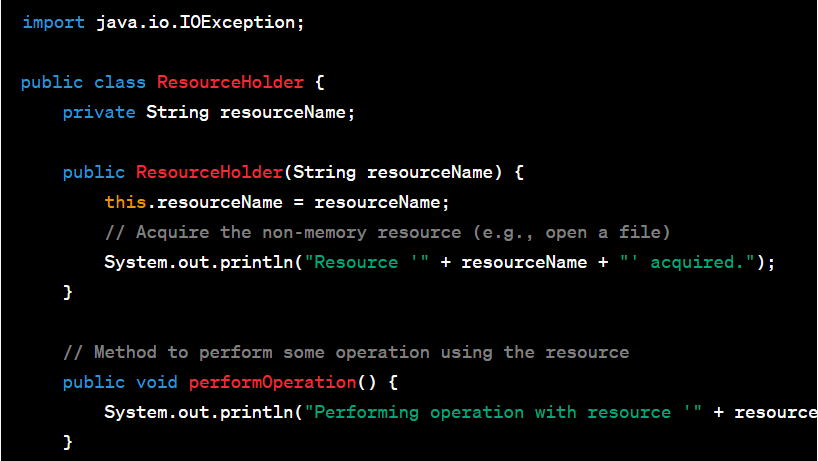 import java.io.IOException;
public class ResourceHolder {
private String resourceName;
public ResourceHolder(String resourceName) {
this.resourceName = resourceName;
// Acquire the non-memory resource (e.g., open a file)
System.out.println("Resource '" + resourceName + "' acquired.");
}
// Method to perform some operation using the resource
public void performOperation() {
System.out.println("Performing operation with resource '" + resource
}